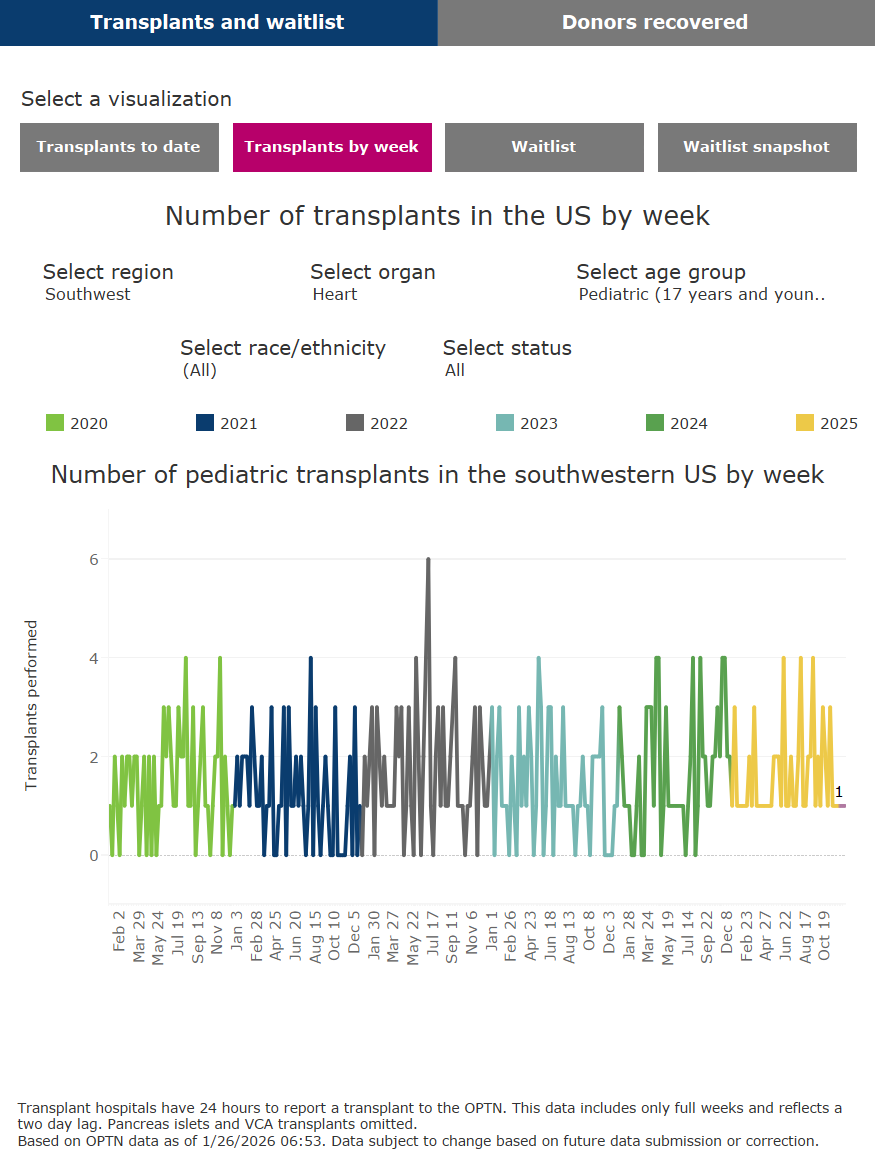 Transplants and waitlist
Donors recovered
Select a visualization
Transplants to date
Transplants by week
Waitlist
Waitlist snapshot
Number of transplants in the US by week
Select region
Select organ
Select age group
Southwest
Heart
Pediatric (17 years and youn..
Select race/ethnicity
Select status
(All)
All
2020
2021
2022
2023
2024
2025
Number of pediatric transplants in the southwestern US by week
Transplants performed
6
4
2
0
1
Feb 2
Mar 29
May 24
Jul 19
Sep 13
Nov 8
Jan 3
Feb 28
Apr 25
Jun 20
Aug 15
Oct 10
Dec 5
Jan 30
Mar 27
May 22
Jul 17
Sep 11
Nov 6
Jan 1
Feb 26
Apr 23
Jun 18
Aug 13
Oct 8
Dec 3
Jan 28
Mar 24
May 19
Jul 14
Sep 22
Dec 8
Feb 23
Apr 27
Jun 22
Aug 17
Oct 19
Transplant hospitals have 24 hours to report a transplant to the OPTN. This data includes only full weeks and reflects a
two day lag. Pancreas islets and VCA transplants omitted.
Based on OPTN data as of 1/26/2026 06:53. Data subject to change based on future data submission or correction.